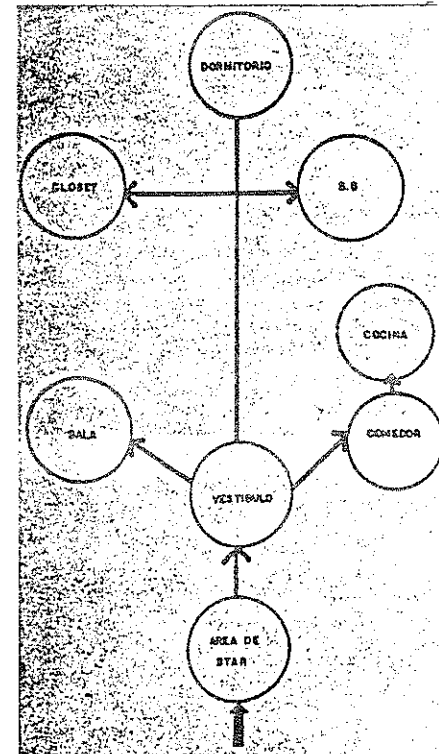 DORMITORIO
CLOSET
S.S
COCINA
SALA
COMEDOR
VESTIBULO
AREA DE
STAR